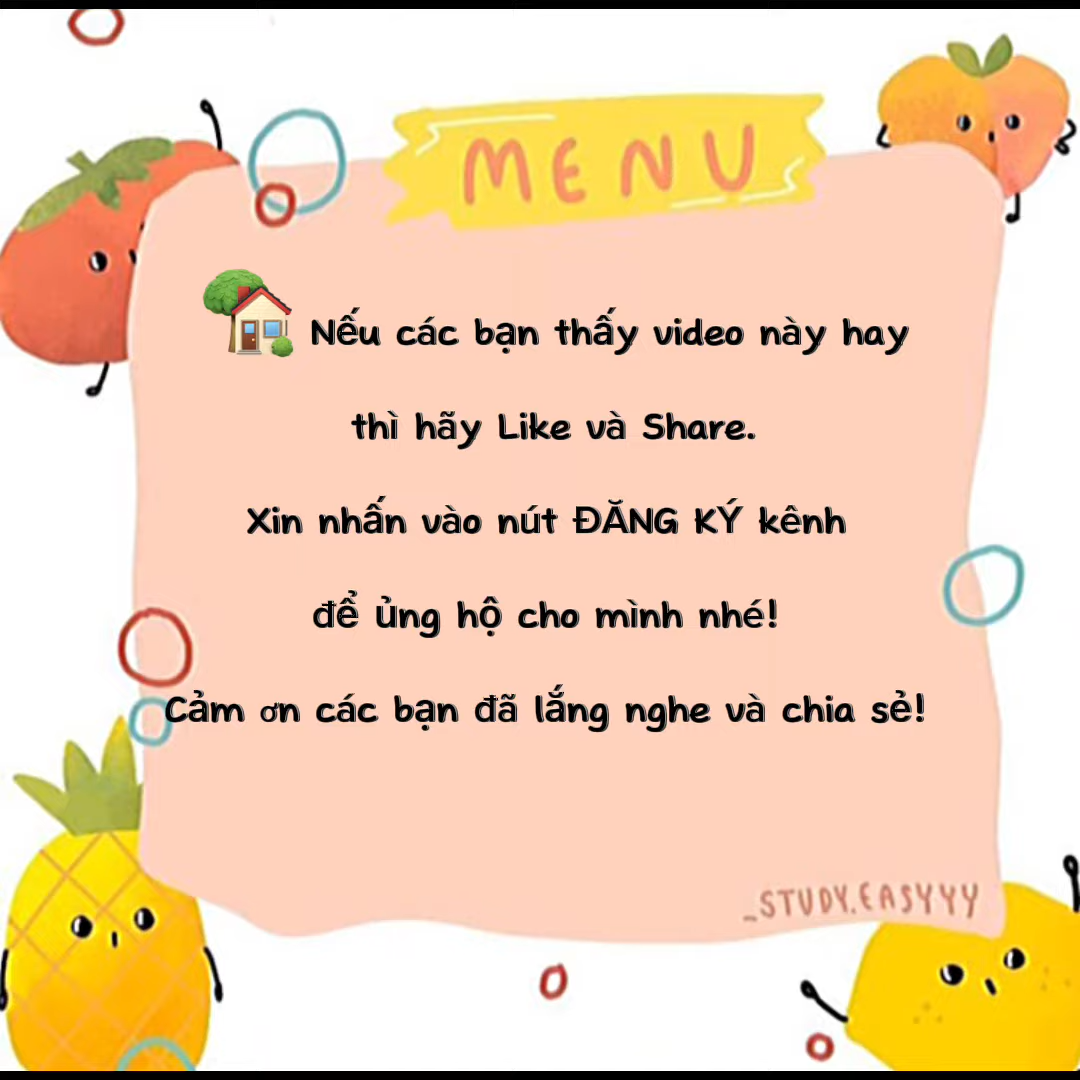 MENU
Nếu các bạn thấy video này hay
thì hãy Like và Share.
Xin nhấn vào nút ĐĂNG KÝ kênh
để ủng hộ cho mình nhé!
Cảm ơn các bạn đã lắng nghe và chia sẻ!
_STUDY.EASYYY